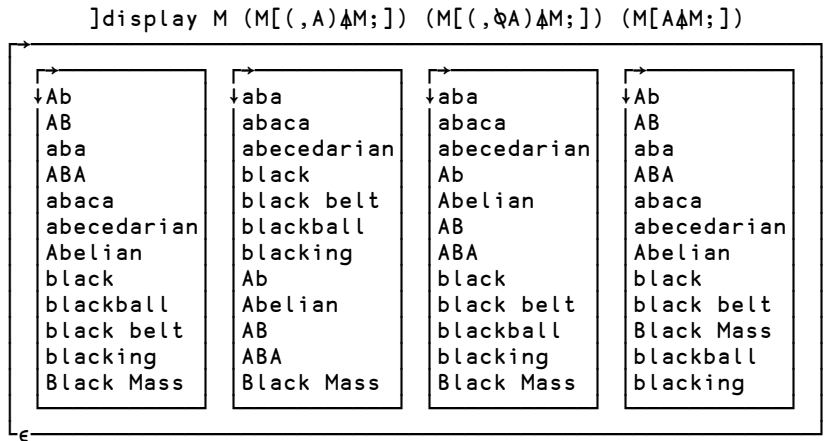 ]display M (M[(,A)⍋M;]) (M[(,⍉A)⍋M;]) (M[A⍋M;])
Ab aba aba Ab
AB abaca abaca AB
aba abecedarian abecedarian aba
ABA black Ab ABA
abaca black belt Abelian abaca
abecedarian blackball AB abecedarian
Abelian blacking ABA Abelian
black Ab black black
blackball Abelian black belt black belt
black belt AB blackball Black Mass
blacking ABA blacking blackball
Black Mass Black Mass Black Mass blacking